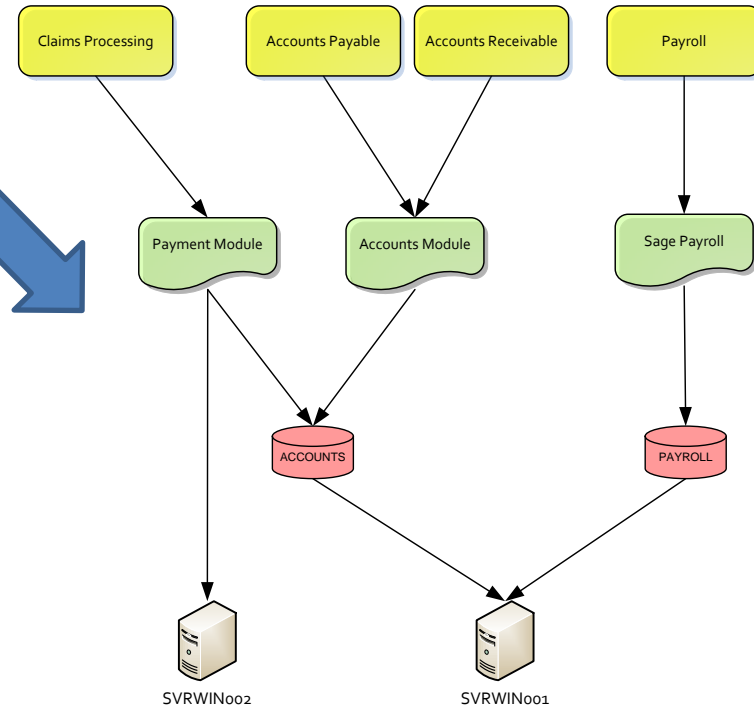 Claims Processing
Accounts Payable
Accounts Receivable
Payroll
Payment Module
Accounts Module
Sage Payroll
ACCOUNTS
PAYROLL
SVRWIN002
SVRWIN001